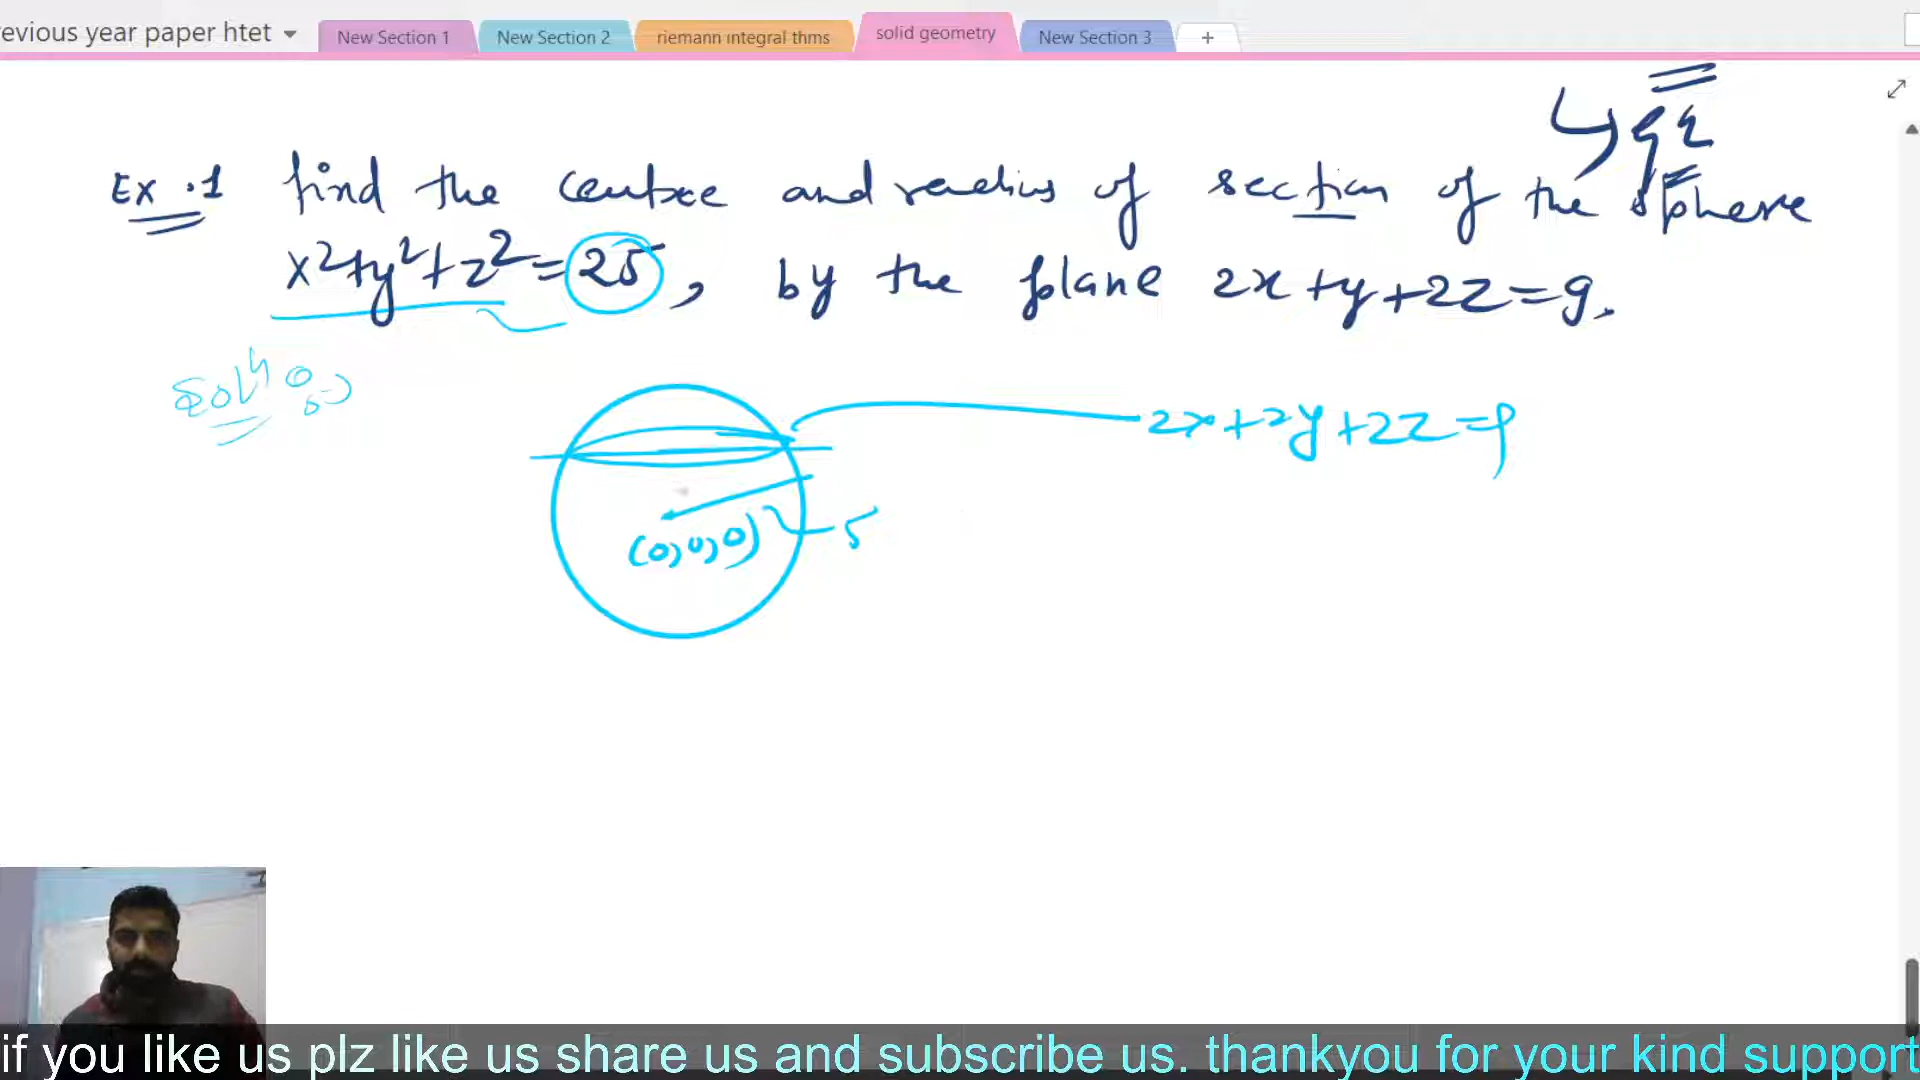 evious year paper htet
New Section 1
New Section 2
riemann integral thms
solid geometry
New Section 3
+
Ex.1 find the centre and radius of section of the sphere
x²+y²+z²=25, by the plane 2x+y+2z=9.
Solⁿ
2x+2y+2z=9
(0,0,0)
5
if you like us plz like us share us and subscribe us. thankyou for your kind support